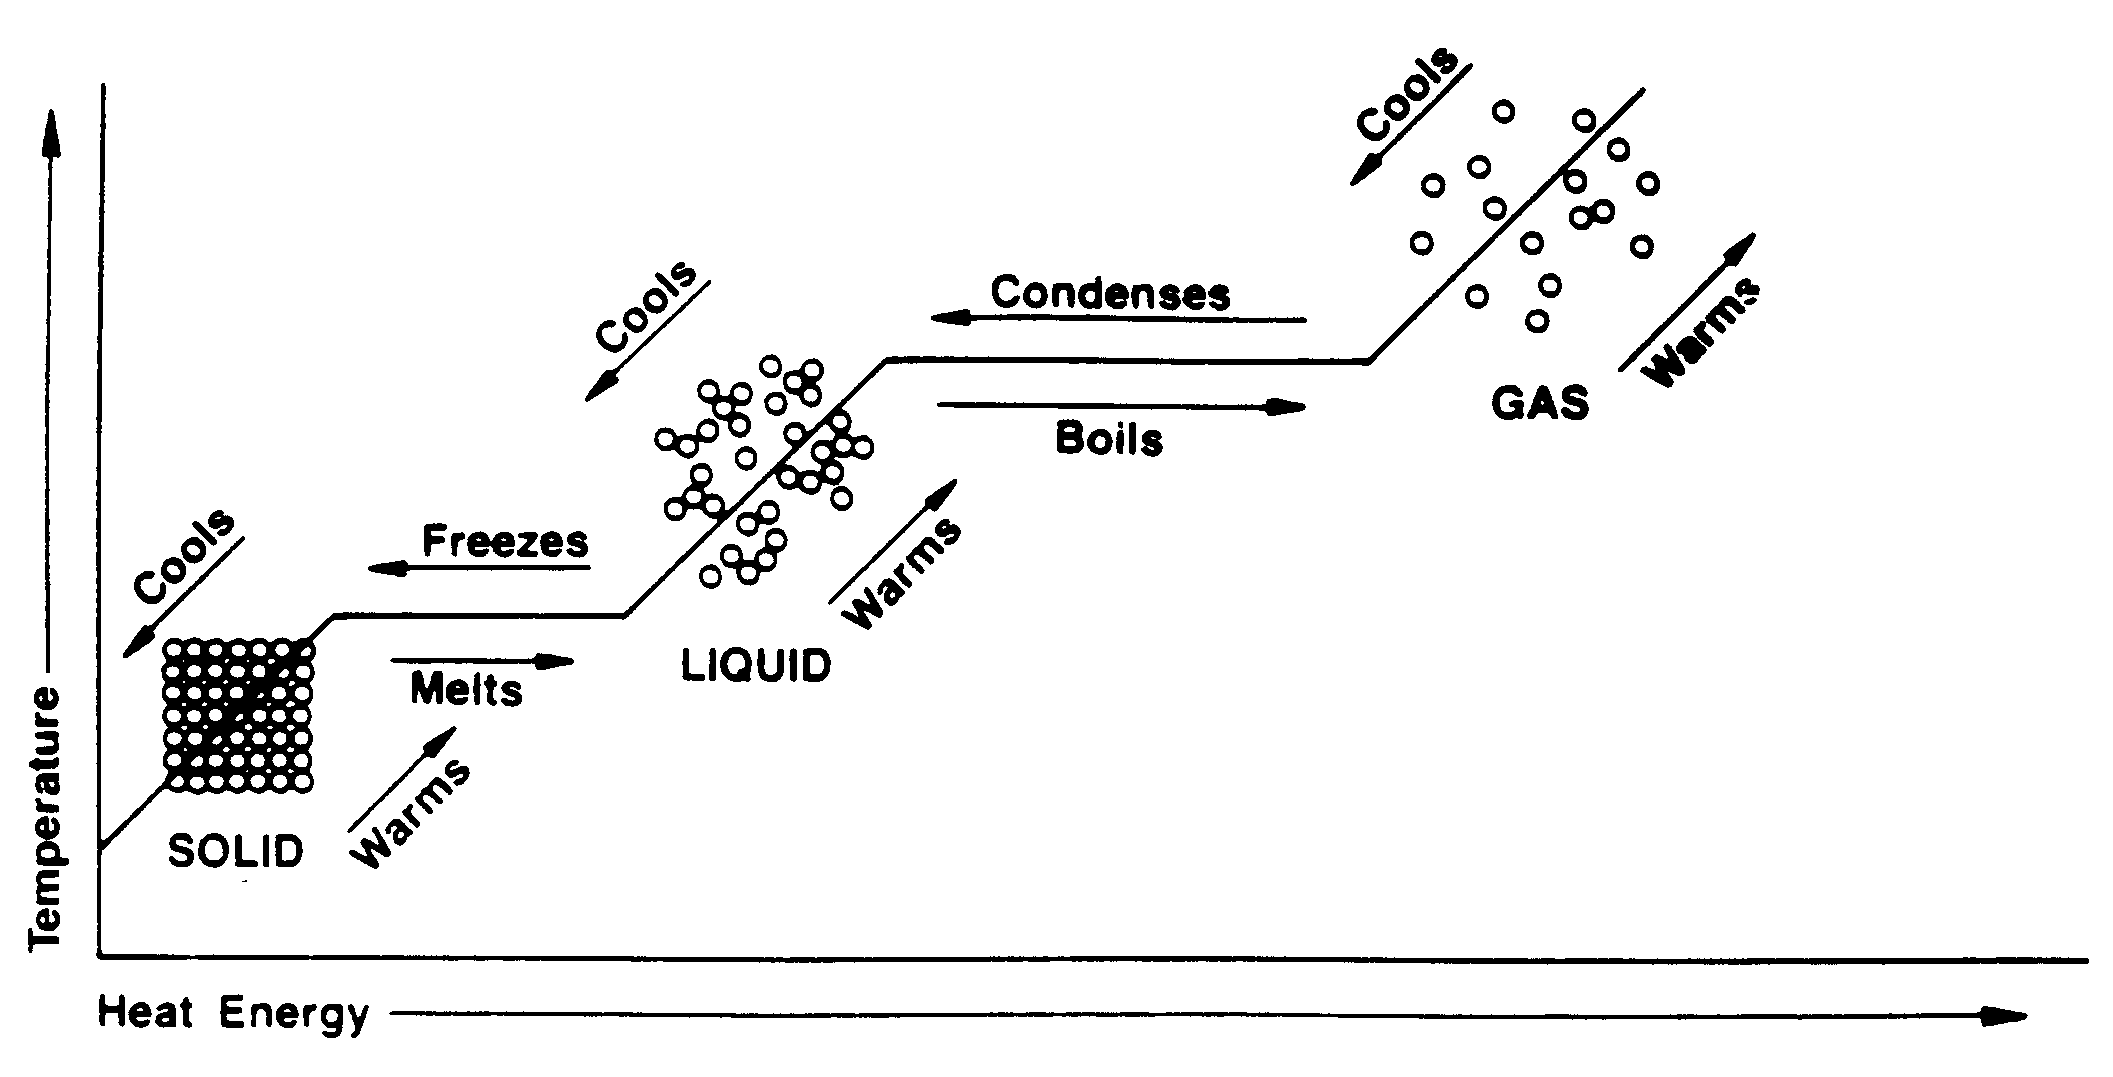 Cools
Cools
Condenses
Warms
GAS
Boils
Cools
Freezes
Warms
LIQUID
Melts
Warms
SOLID
Temperature
Heat Energy